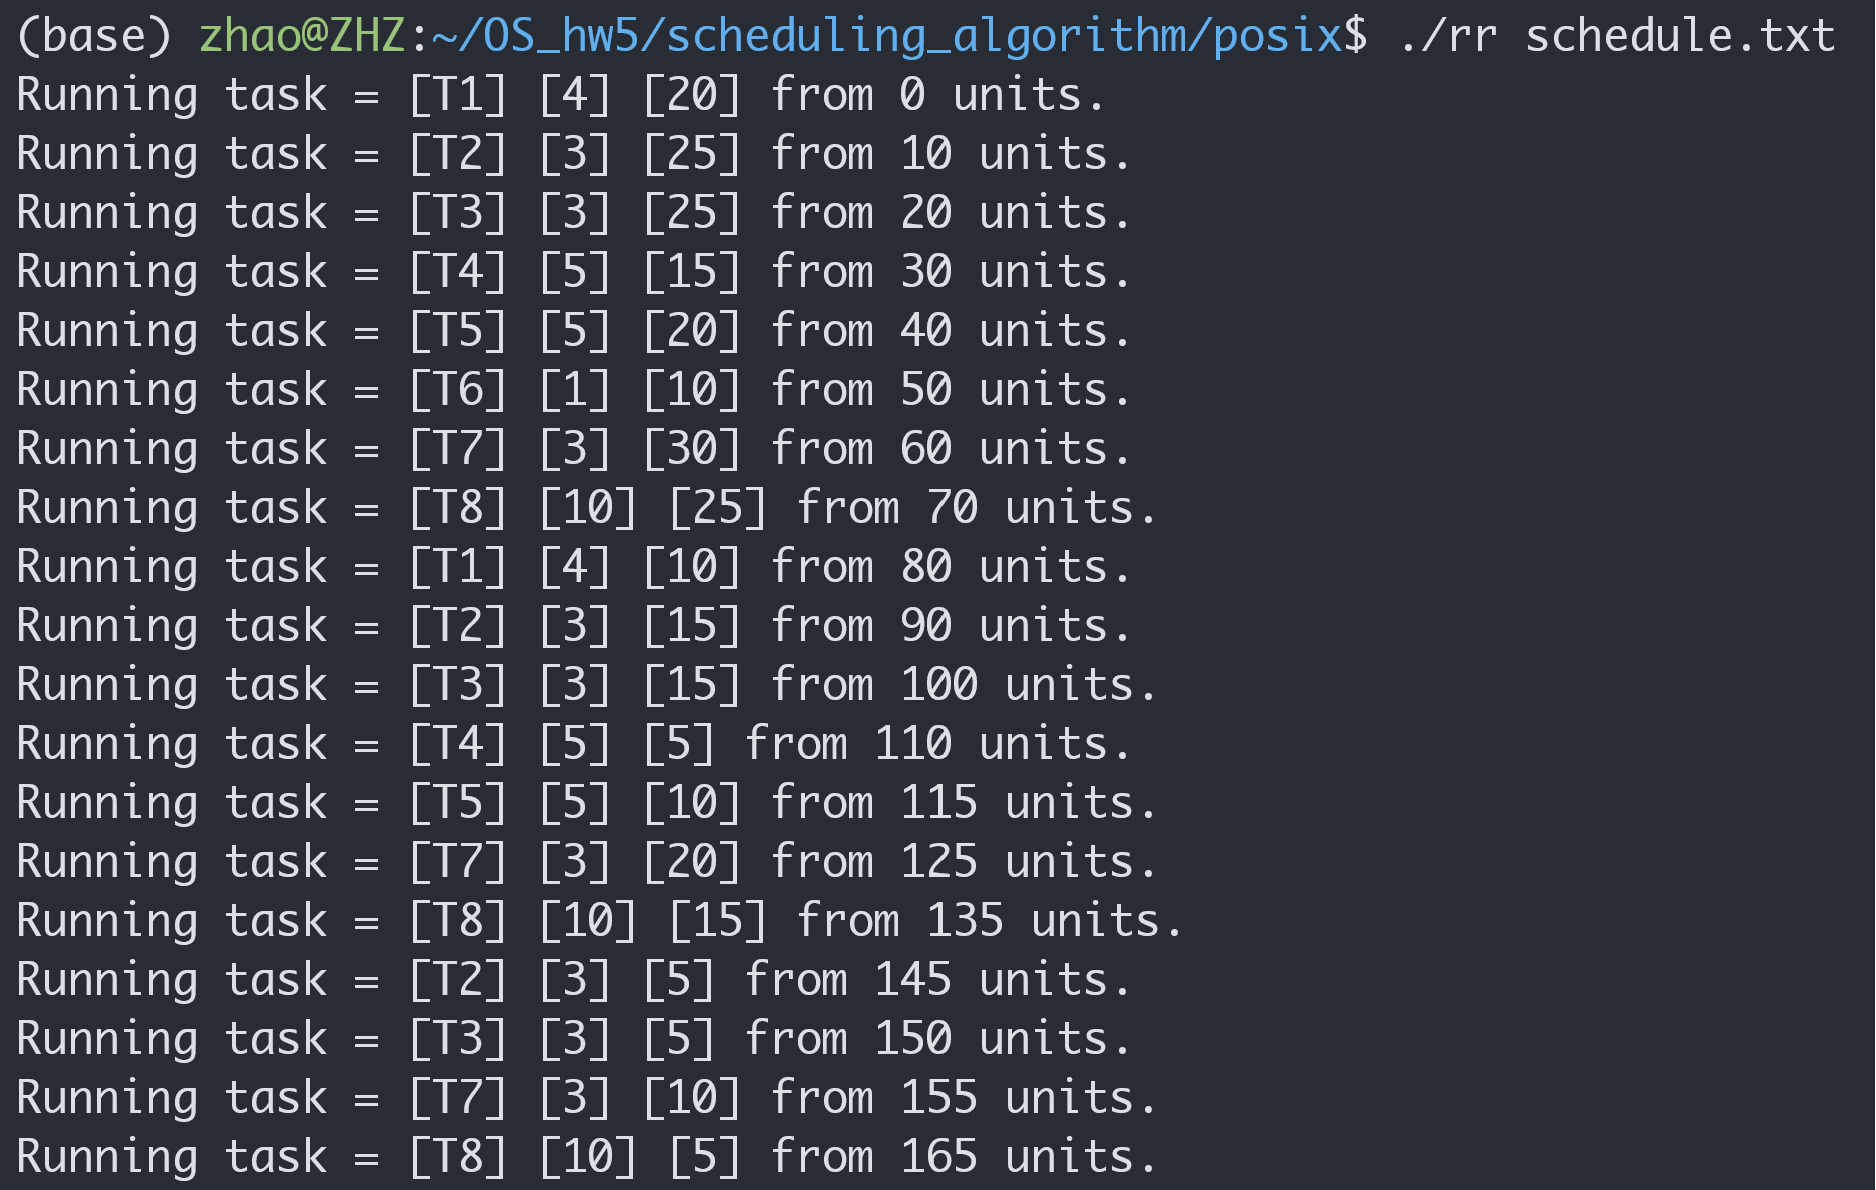 (base) zhao@ZHZ:~/OS_hw5/scheduling_algorithm/posix$ ./rr schedule.txt
Running task = [T1] [4] [20] from 0 units.
Running task = [T2] [3] [25] from 10 units.
Running task = [T3] [3] [25] from 20 units.
Running task = [T4] [5] [15] from 30 units.
Running task = [T5] [5] [20] from 40 units.
Running task = [T6] [1] [10] from 50 units.
Running task = [T7] [3] [30] from 60 units.
Running task = [T8] [10] [25] from 70 units.
Running task = [T1] [4] [10] from 80 units.
Running task = [T2] [3] [15] from 90 units.
Running task = [T3] [3] [15] from 100 units.
Running task = [T4] [5] [5] from 110 units.
Running task = [T5] [5] [10] from 115 units.
Running task = [T7] [3] [20] from 125 units.
Running task = [T8] [10] [15] from 135 units.
Running task = [T2] [3] [5] from 145 units.
Running task = [T3] [3] [5] from 150 units.
Running task = [T7] [3] [10] from 155 units.
Running task = [T8] [10] [5] from 165 units.